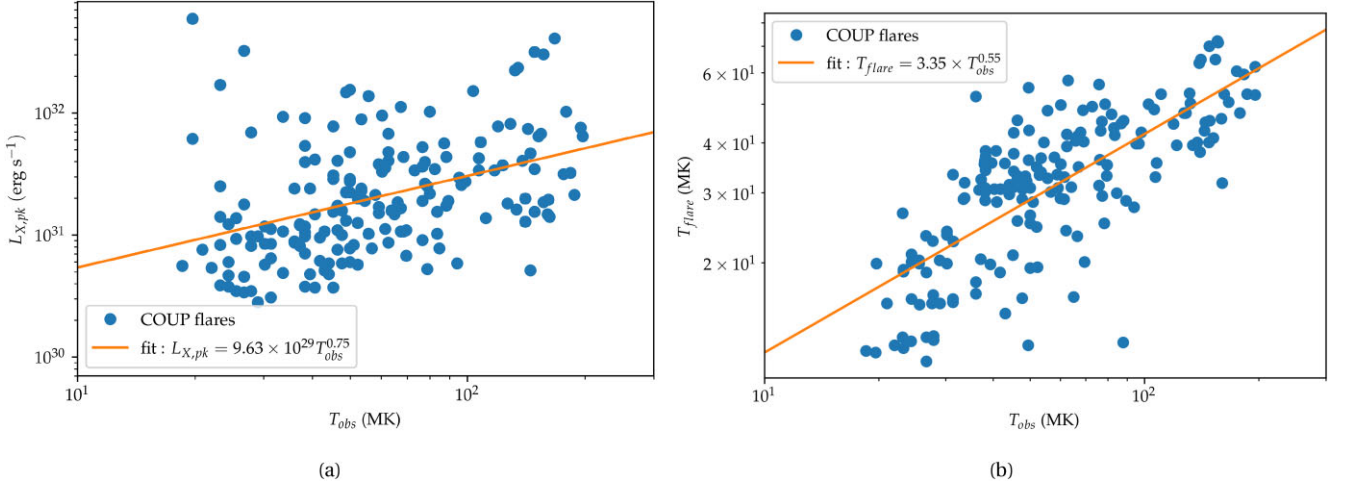 COUP flares
fit : L_{X,pk} = 9.63 × 10^{29}T_{obs}^{0.75}
10^{32}
10^{31}
10^{30}
L_{X,pk} (erg s^{−1})
10^1
10^2
T_{obs} (MK)
(a)
COUP flares
fit : T_{flare} = 3.35 × T_{obs}^{0.55}
6 × 10^1
4 × 10^1
3 × 10^1
2 × 10^1
T_{flare} (MK)
10^1
10^2
T_{obs} (MK)
(b)